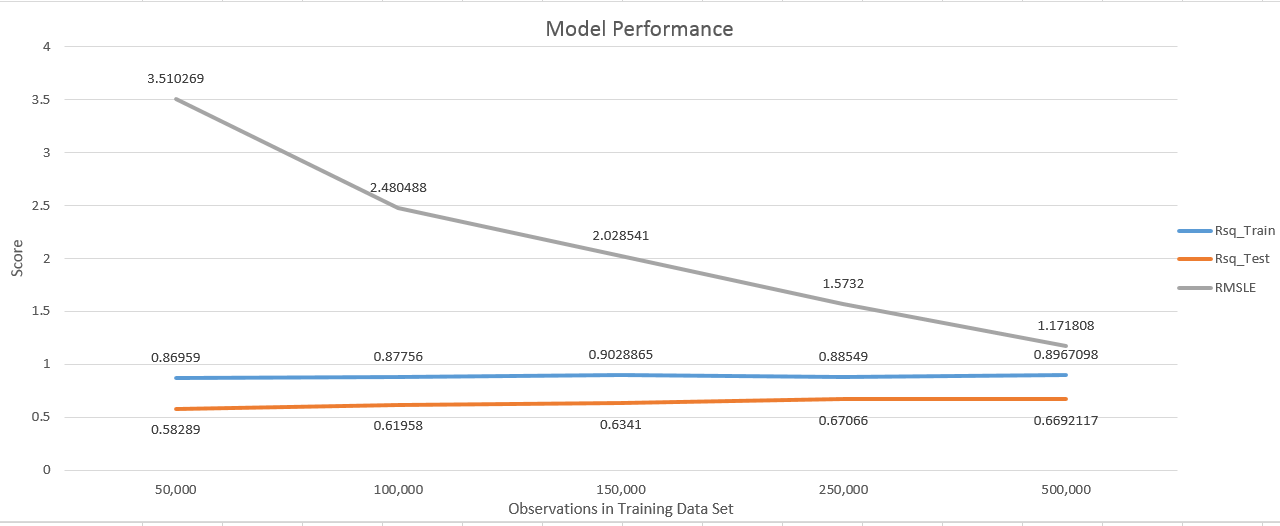 Model Performance
4
3.510269
3.5
3
2.480488
2.5
2.028541
2
1.5732
1.5
1.171808
0.86959 0.87756 0.9028865 0.88549 0.8967098
1
0.5
0.58289 0.61958 0.6341 0.67066 0.6692117
0
50,000 100,000 150,000 250,000 500,000
Observations in Training Data Set
Score
Rsq_Train
Rsq_Test
RMSLE